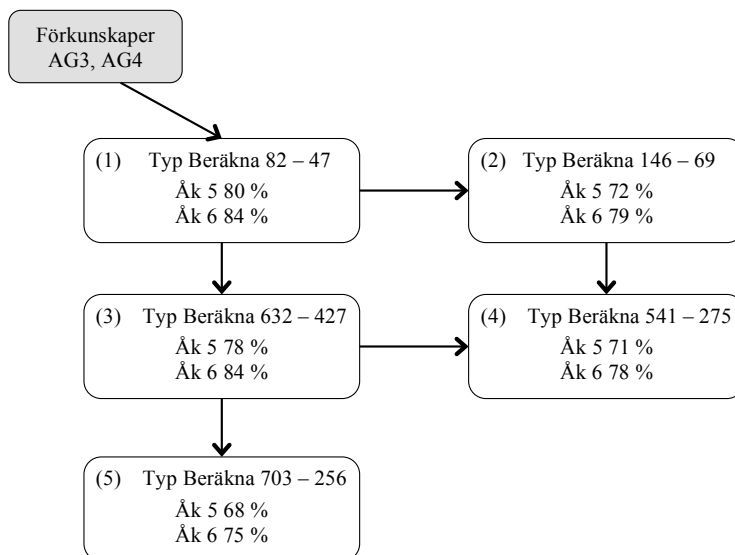 Förkunskaper
AG3, AG4
(1) Typ Beräkna 82 – 47
Åk 5 80 %
Åk 6 84 %
(2) Typ Beräkna 146 – 69
Åk 5 72 %
Åk 6 79 %
(3) Typ Beräkna 632 – 427
Åk 5 78 %
Åk 6 84 %
(4) Typ Beräkna 541 – 275
Åk 5 71 %
Åk 6 78 %
(5) Typ Beräkna 703 – 256
Åk 5 68 %
Åk 6 75 %